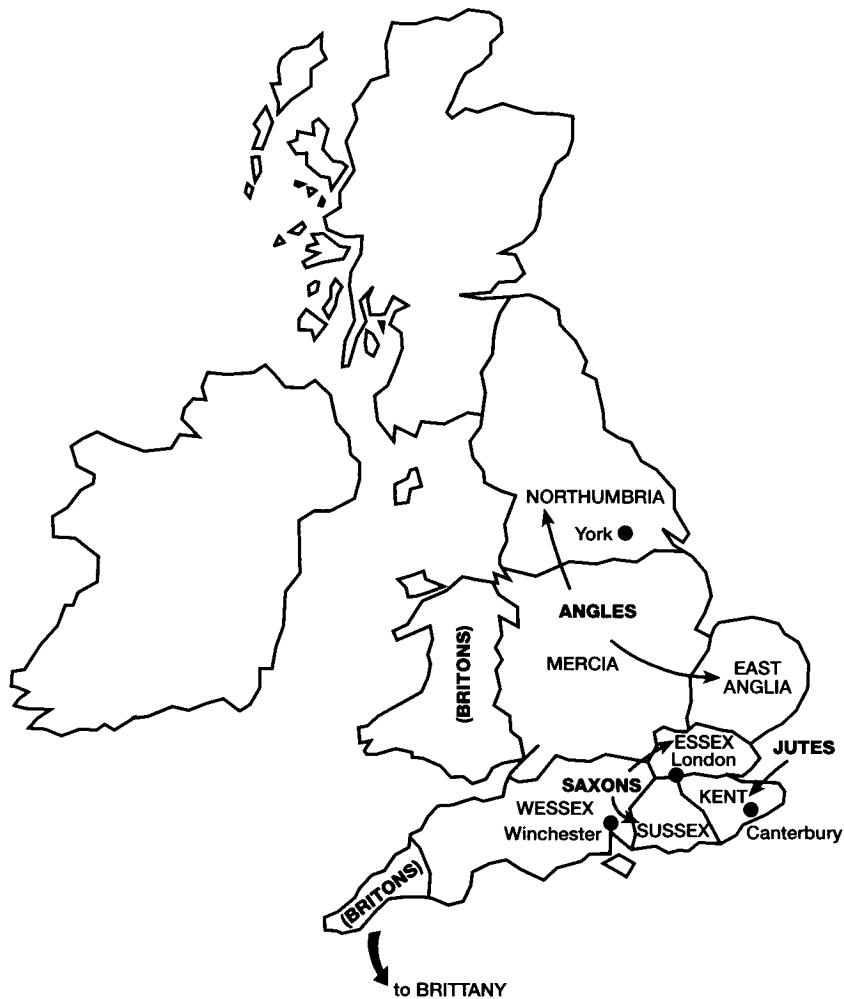 NORTHUMBRIA
York
ANGLES
MERCIA
(BRITONS)
EAST
ANGLIA
ESSEX
London
JUTES
SAXONS
KENT
WESSEX
Winchester
SUSSEX
Canterbury
(BRITONS)
to BRITTANY